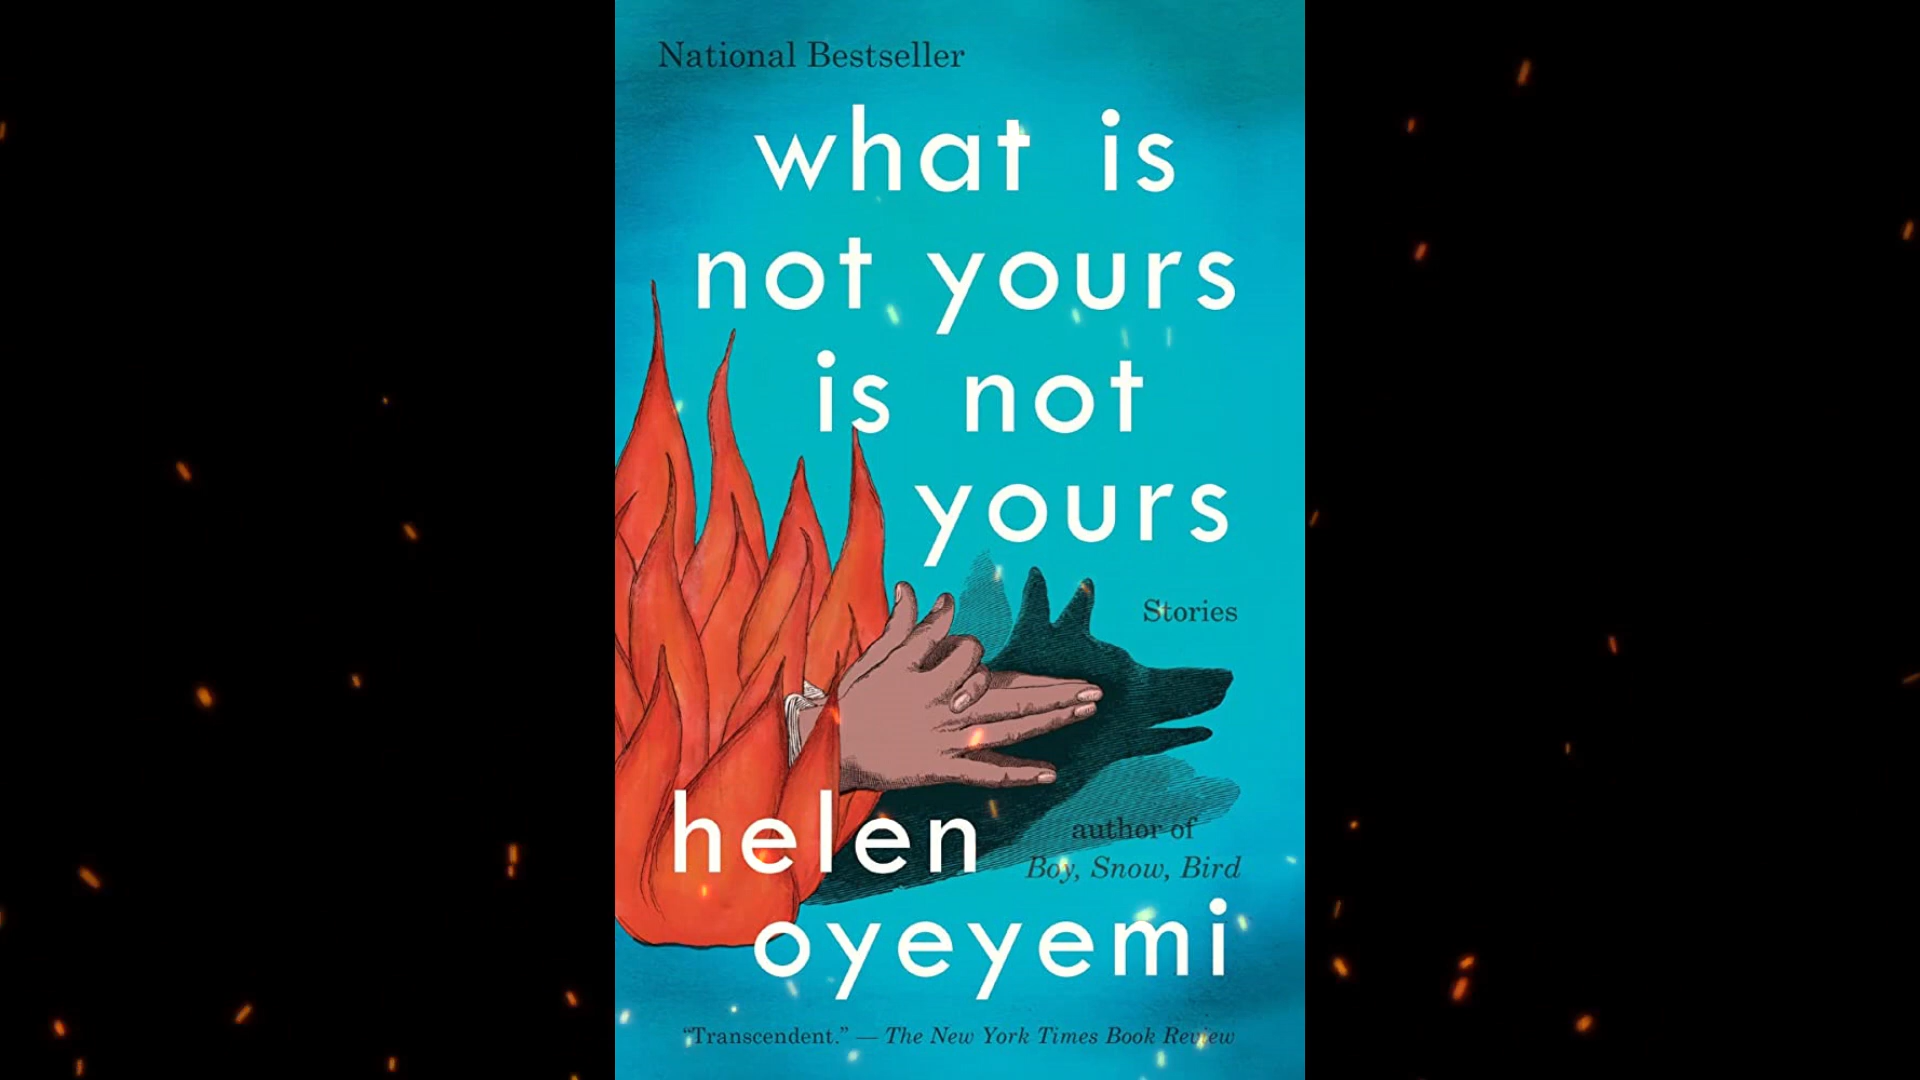 National Bestseller
what is
not yours
is not
yours
Stories
helen
author of
Boy, Snow, Bird
oyeyemi
“Transcendent.” — The New York Times Book Review